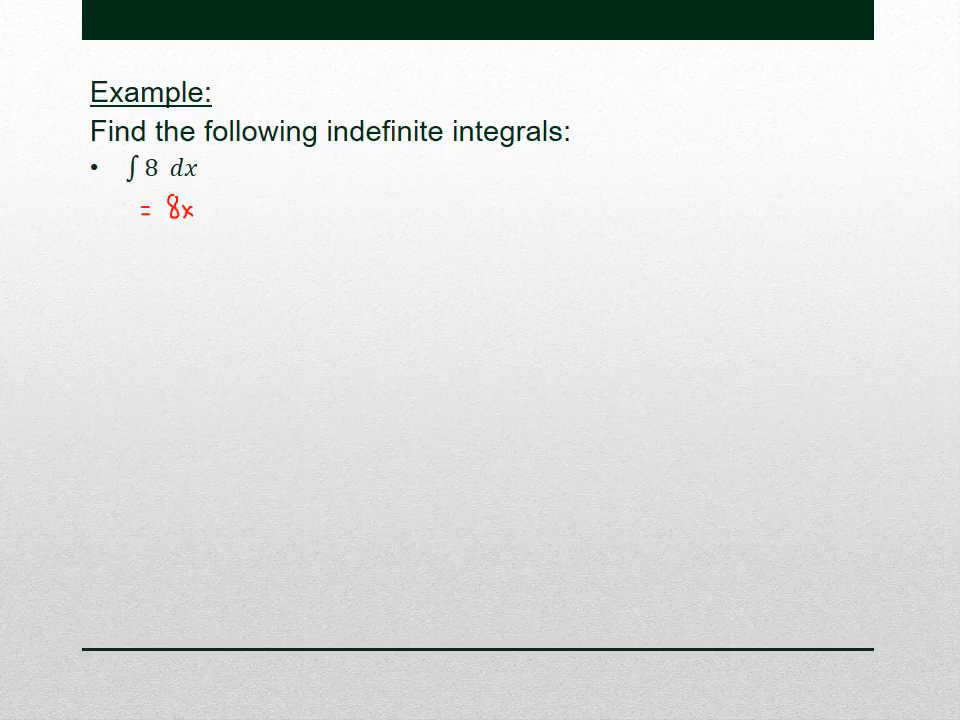 Example:
Find the following indefinite integrals:
• ∫ 8 dx
= 8x